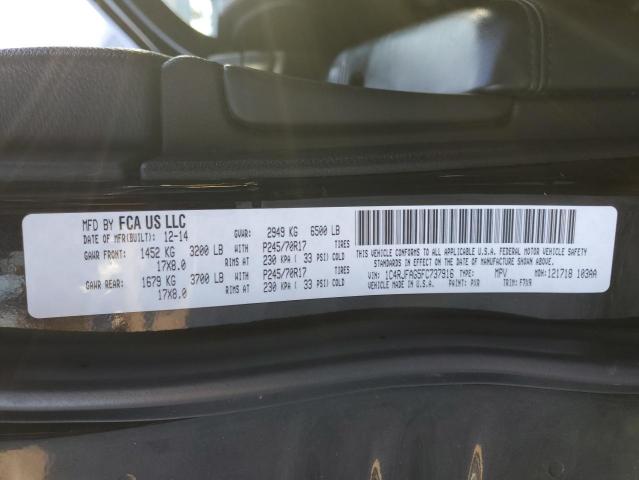 MFD BY FCA US LLC
DATE OF MFR(BUILT): 12-14 GVWR: 2949 KG 6500 LB
GAWR FRONT: 1452 KG 3200 LB WITH P245/70R17 TIRES
17X8.0 RIMS AT 230 KPA ( 33 PSI) COLD
GAWR REAR: 1679 KG 3700 LB WITH P245/70R17 TIRES
17X8.0 RIMS AT 230 KPA ( 33 PSI) COLD
THIS VEHICLE CONFORMS TO ALL APPLICABLE U.S.A. FEDERAL MOTOR VEHICLE SAFETY
STANDARDS IN EFFECT ON THE DATE OF MANUFACTURE SHOWN ABOVE.
VIN: 1C4RJFAG5FC737916 TYPE: MPV MDH: 121718 103AA
VEHICLE MADE IN U.S.A. PAINT: PXR TRIM: F7X9